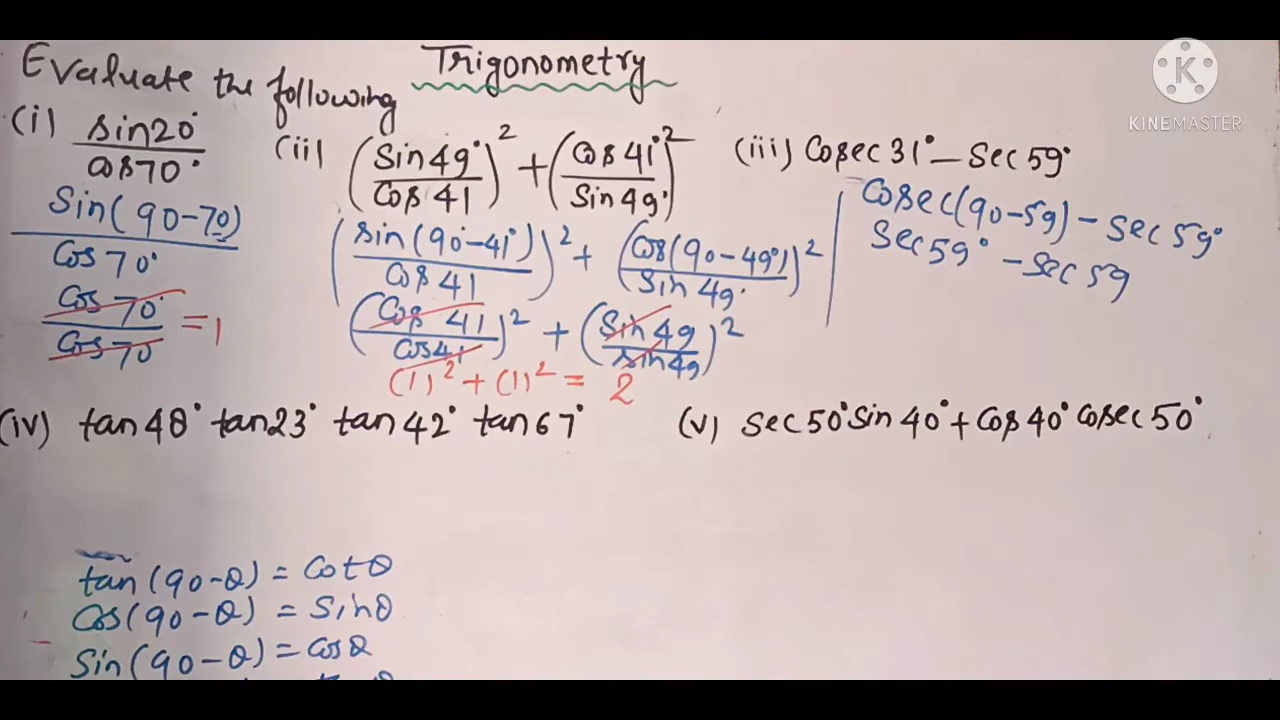 Trigonometry
Evaluate the following
(i) sin20° / cos70°
(ii) (Sin49° / Cos41)² + (Cos41° / Sin49°)²
(iii) Cosec31° – Sec59°
Sin(90-70) / Cos70°
Cos70° / Cos70 = 1
(sin(90°-41°) / Cos41)² + (Cos(90-49°) / Sin49°)²
(Cos41 / Cos41)² + (Sin49 / sin49)²
(1)² + (1)² = 2
Cosec(90-59) – Sec59°
Sec59° – Sec59
(iv) tan48° tan23° tan42° tan67°
(v) Sec50° Sin40° + Cos40° Cosec50°
tan(90-θ) = Cotθ
Cos(90-θ) = Sinθ
Sin(90-θ) = Cosθ
KINEMASTER